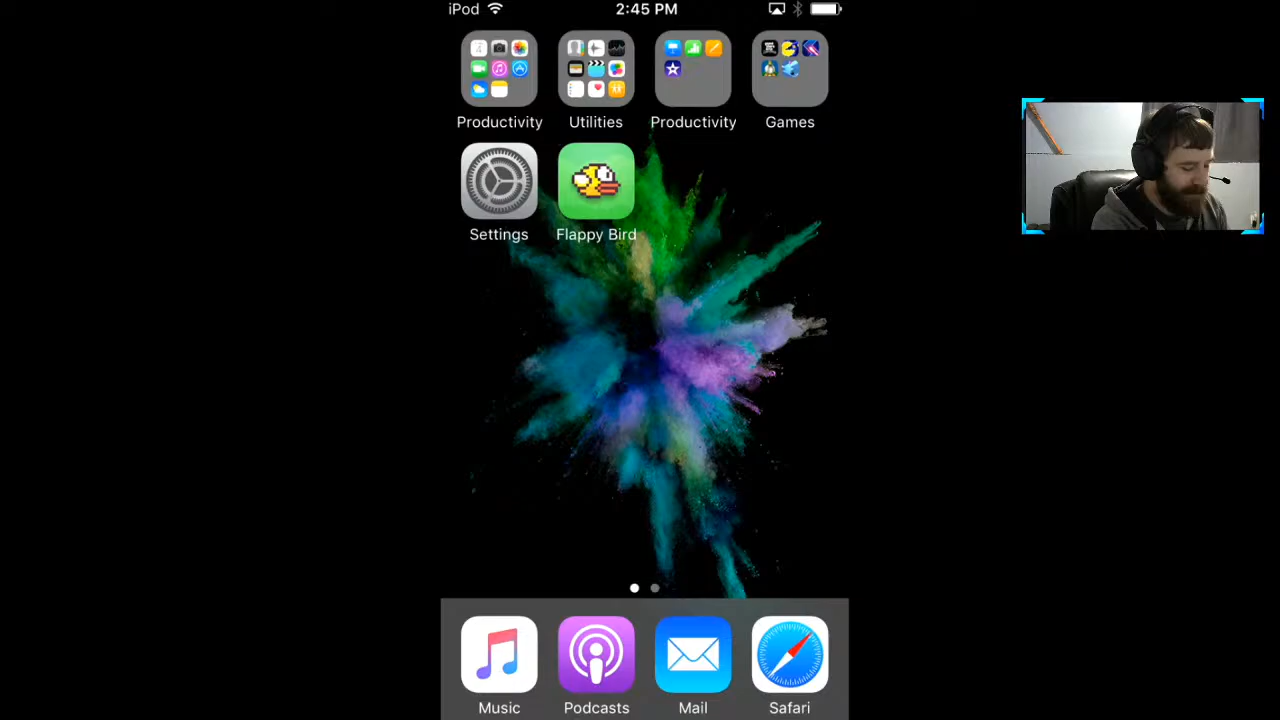 iPod 2:45 PM
Productivity Utilities Productivity Games
Settings Flappy Bird
Music Podcasts Mail Safari